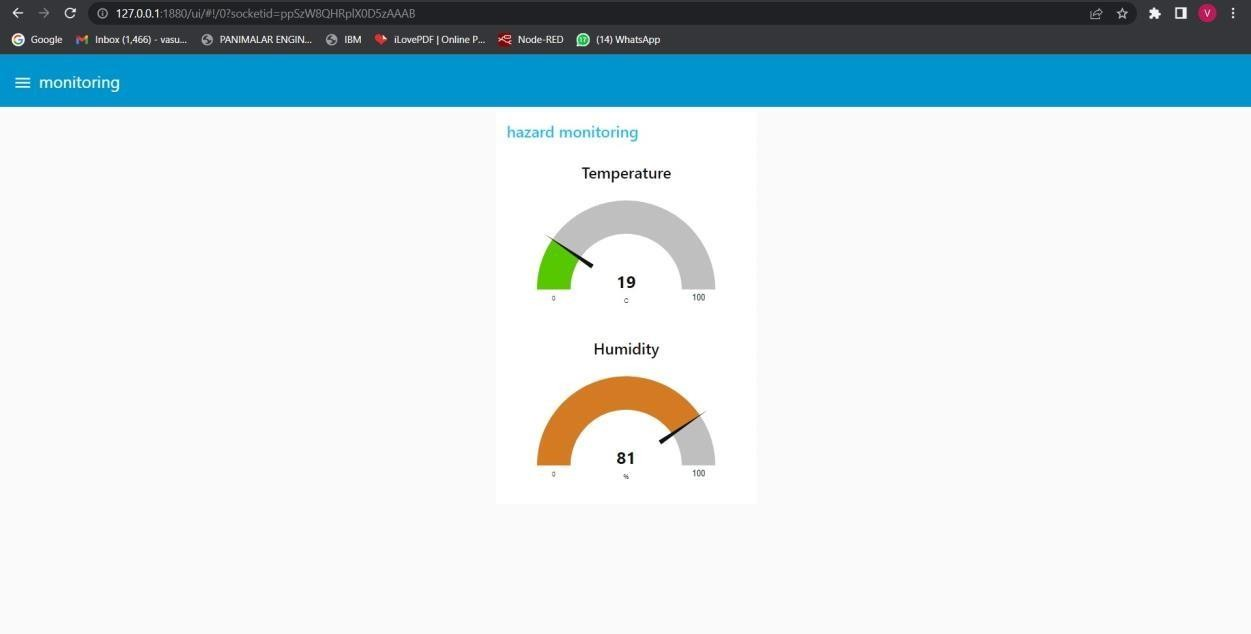 127.0.0.1:1880/ui/#!/0?socketid=ppSzW8QHRplX0D5zAAAB
V
Google
Inbox (1,466) - vasu...
PANIMALAR ENGIN...
IBM
iLovePDF | Online P...
Node-RED
(14) WhatsApp
monitoring
hazard monitoring
Temperature
19
C
0
100
Humidity
81
%
0
100